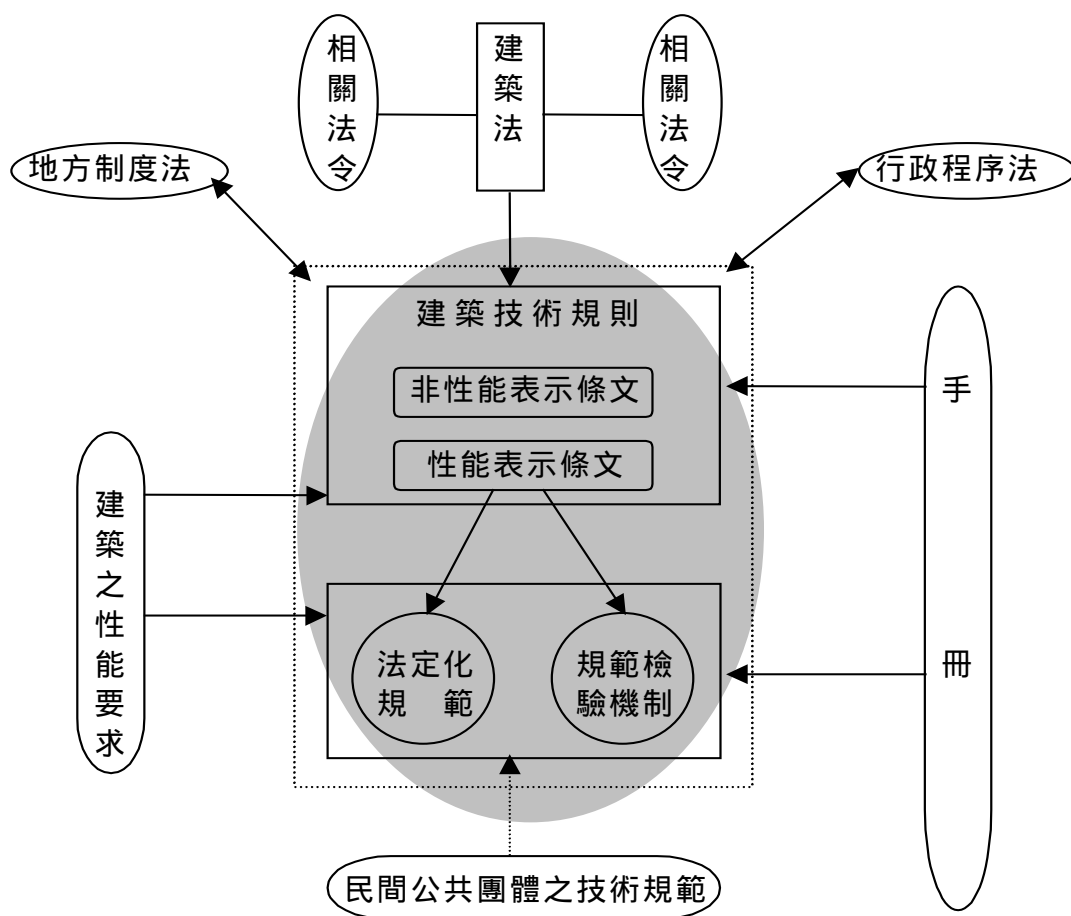 相關法令
建築法
相關法令
地方制度法
行政程序法
建築技術規則
非性能表示條文
性能表示條文
建築之性能要求
手冊
法定化
規範
規範檢
驗機制
民間公共團體之技術規範